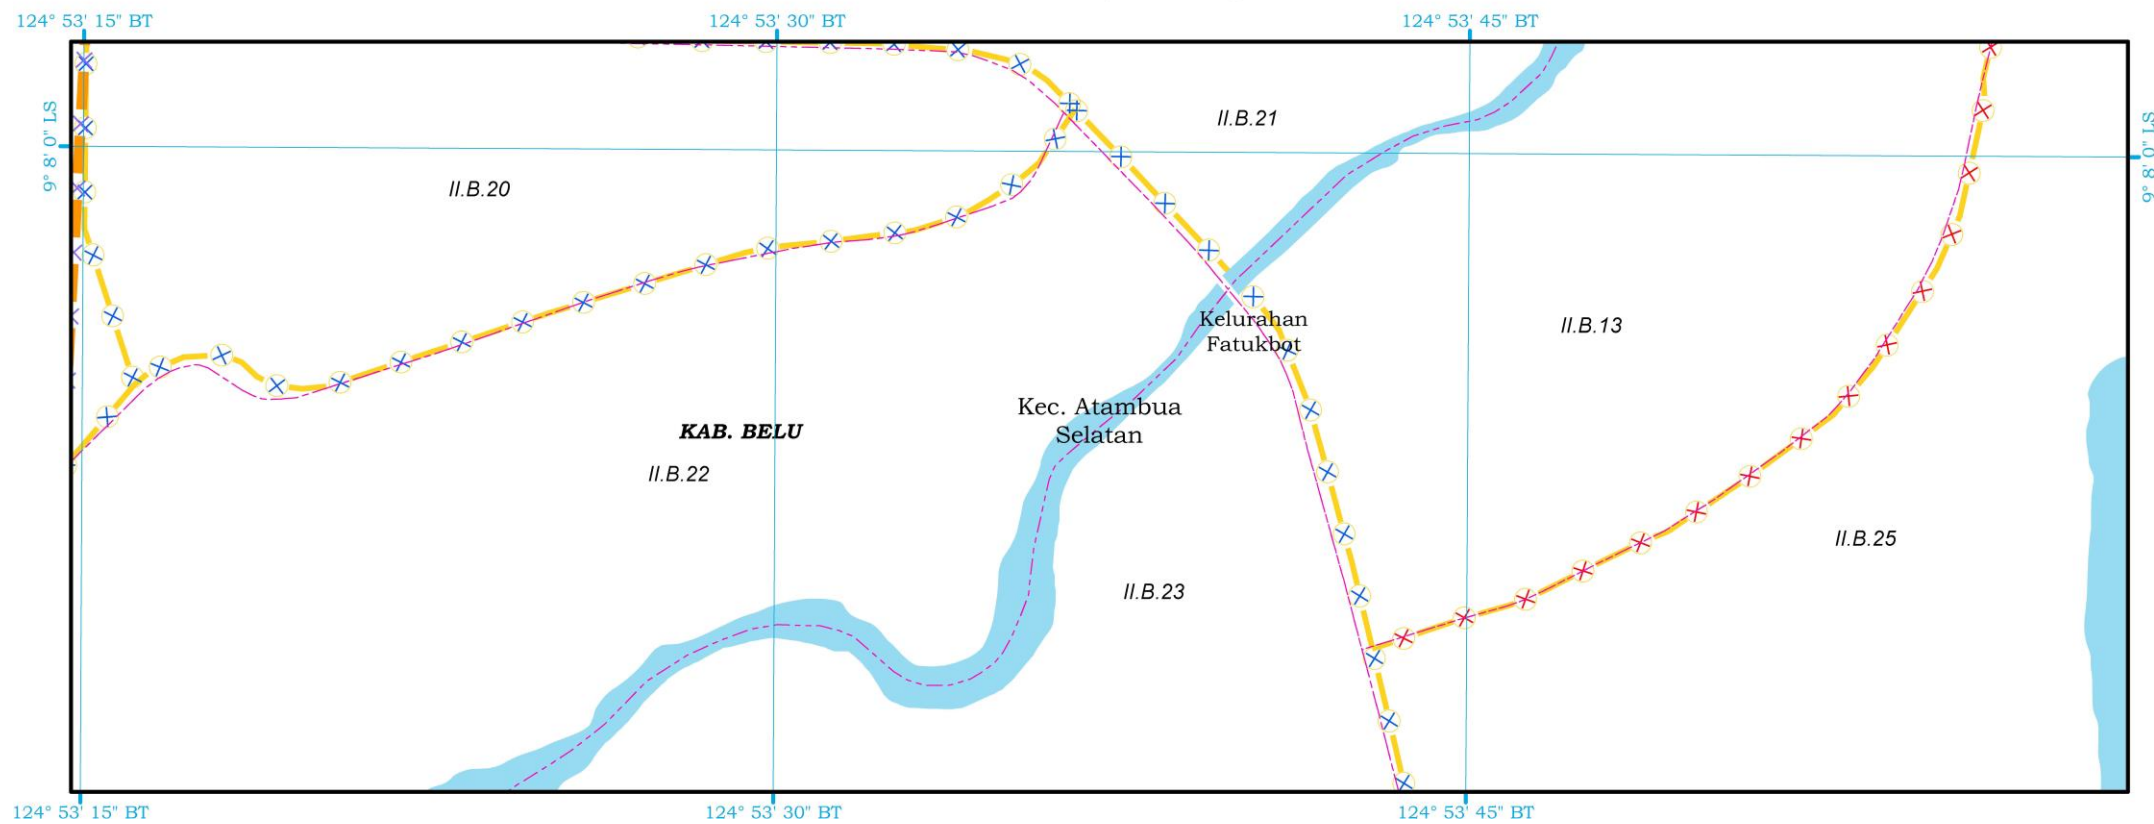 124° 53' 15" BT
124° 53' 30" BT
124° 53' 45" BT
9° 8' 0" LS
9° 8' 0" LS
II.B.21
II.B.20
Kelurahan
Fatukbot
II.B.13
Kec. Atambua
Selatan
KAB. BELU
II.B.22
II.B.25
II.B.23
124° 53' 15" BT
124° 53' 30" BT
124° 53' 45" BT